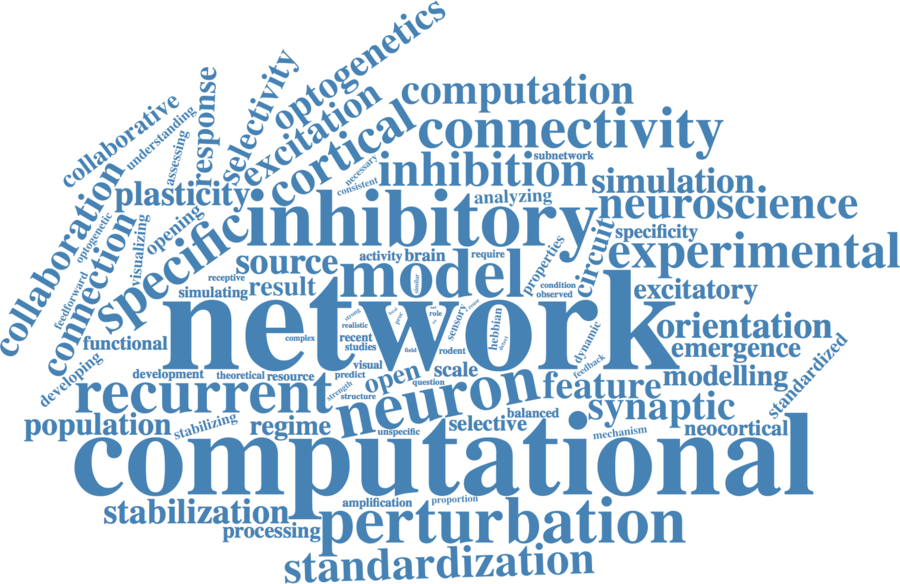 optogenetics
collaborative
understanding
assessing
response
selectivity
excitation
cortical
computation
connectivity
subnetwork
necessary
consistent
inhibition
simulation
analyzing
collaboration
plasticity
optogenetic
feedforward
connection
visualizing
opening
specific
inhibitory
neuroscience
specificity
circuit
properties
experimental
source
activity
brain
require
receptive
model
similar
simulating
result
condition
observed
excitatory
network
strong
realistic
role
sensory
hebbian
dynamic
orientation
functional
complex
recent
studies
field
rodent
feedback
emergence
developing
development
theoretical
resource
visual
predict
open
scale
question
strength
structure
neuron
feature
modelling
standardized
recurrent
synaptic
population
stabilizing
regime
unspecific
selective
balanced
mechanism
neocortical
computational
amplification
proportion
stabilization
processing
perturbation
standardization